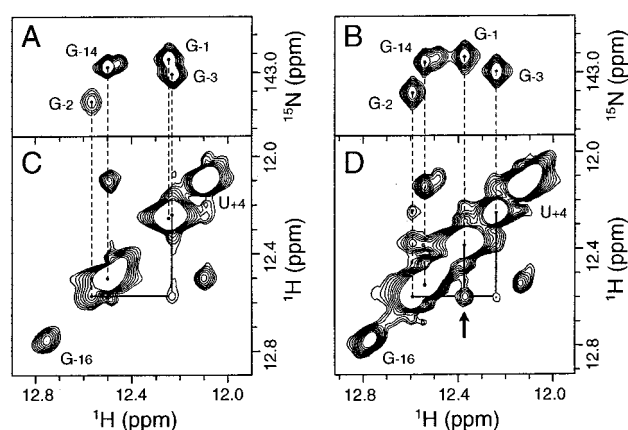 A
G-14
G-1
G-3
G-2
143.0
15N (ppm)
B
G-14
G-1
G-3
G-2
143.0
15N (ppm)
C
U+4
G-16
12.0
12.4
12.8
1H (ppm)
D
U+4
G-16
12.0
12.4
12.8
1H (ppm)
12.8
12.4
12.0
1H (ppm)
12.8
12.4
12.0
1H (ppm)